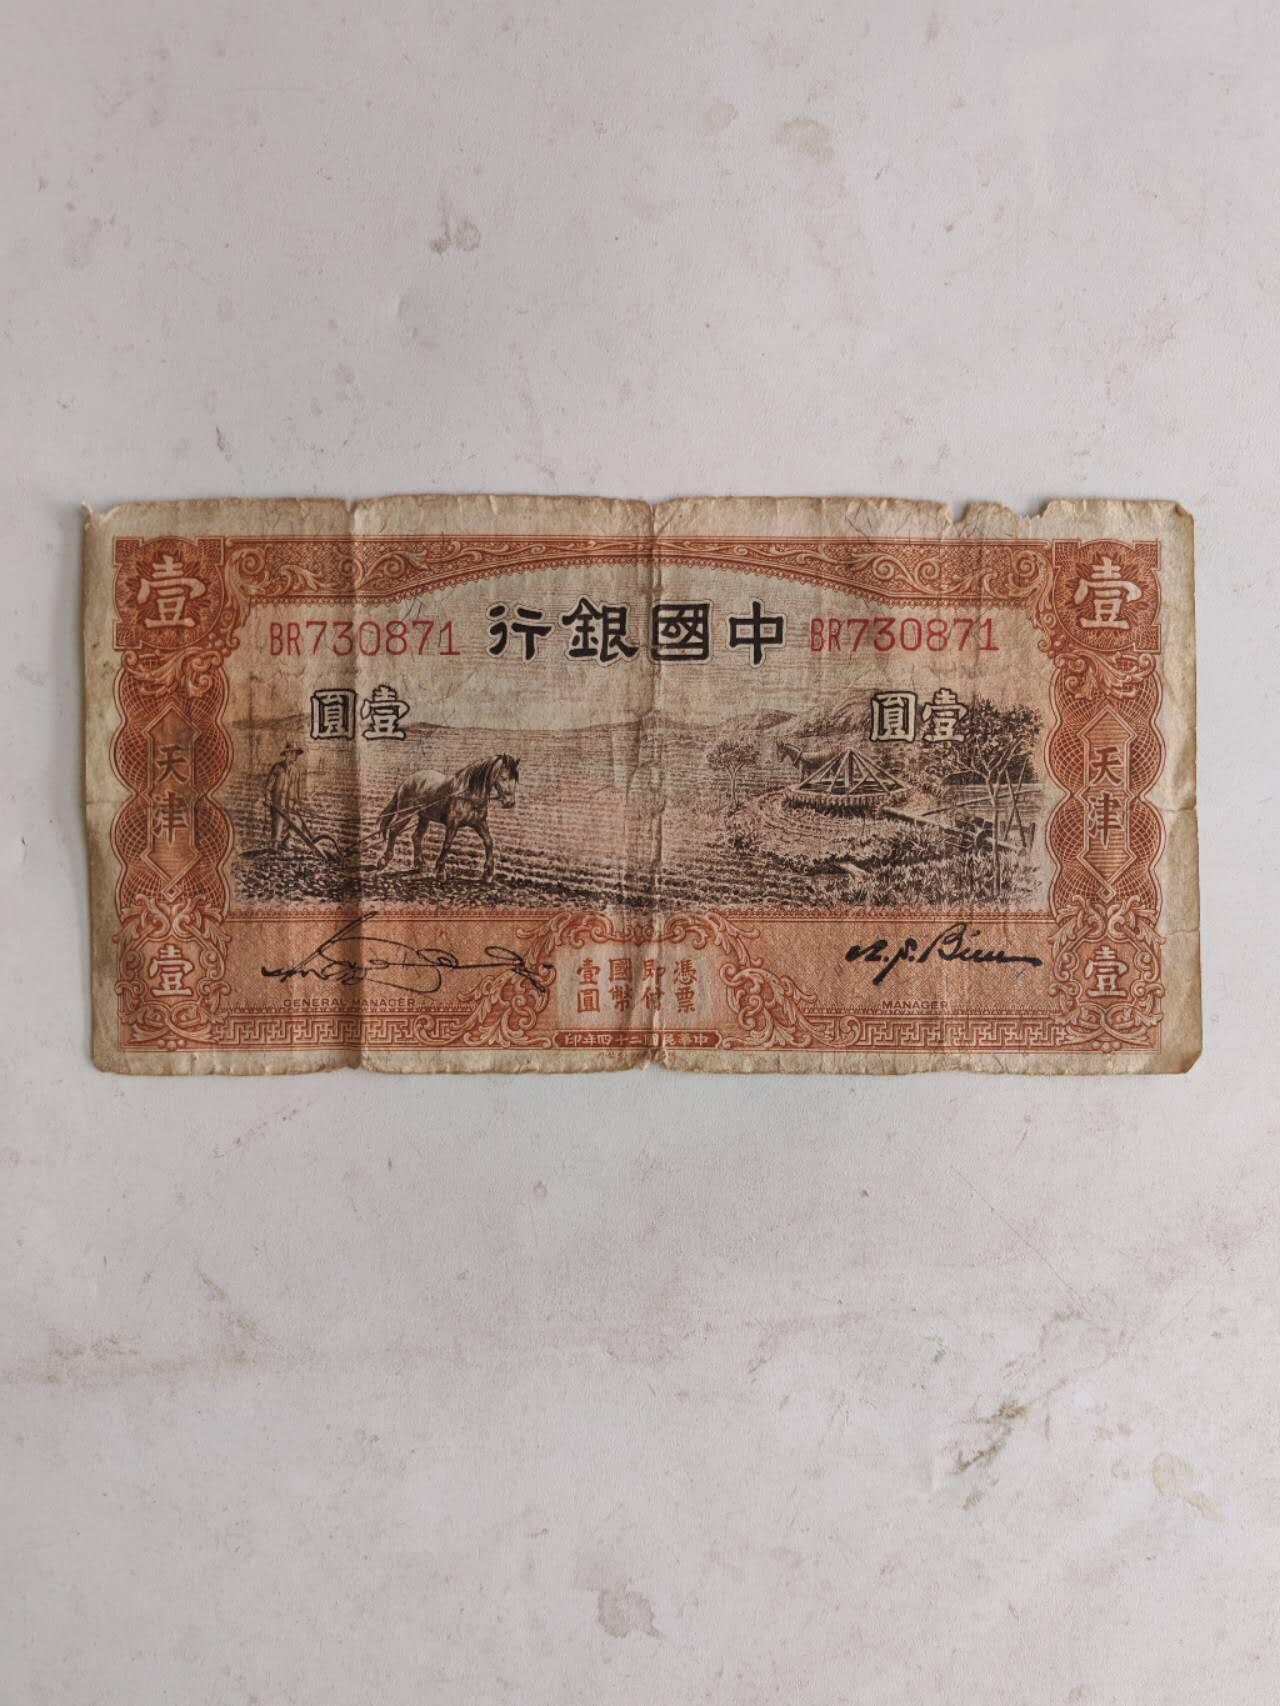 壹 壹
BR730871 中國銀行 BR730871
壹圓 壹圓
天津 天津
壹 壹
憑票
即付
國幣
壹圓
GENERAL MANAGER
MANAGER
中華民國二十四年印